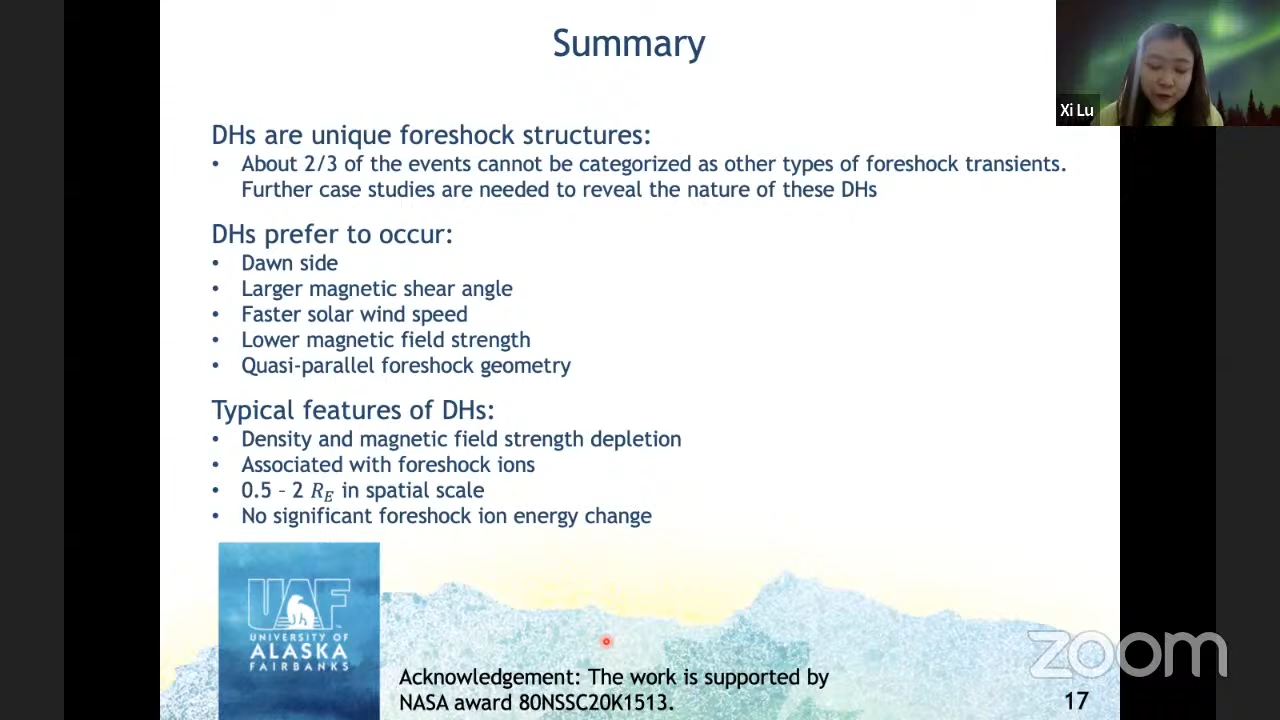 Summary
Xi Lu
DHs are unique foreshock structures:
• About 2/3 of the events cannot be categorized as other types of foreshock transients.
Further case studies are needed to reveal the nature of these DHs
DHs prefer to occur:
• Dawn side
• Larger magnetic shear angle
• Faster solar wind speed
• Lower magnetic field strength
• Quasi-parallel foreshock geometry
Typical features of DHs:
• Density and magnetic field strength depletion
• Associated with foreshock ions
• 0.5 – 2 R_E in spatial scale
• No significant foreshock ion energy change
UAF
UNIVERSITY OF
ALASKA
FAIRBANKS
Acknowledgement: The work is supported by
NASA award 80NSSC20K1513.
zoom
17